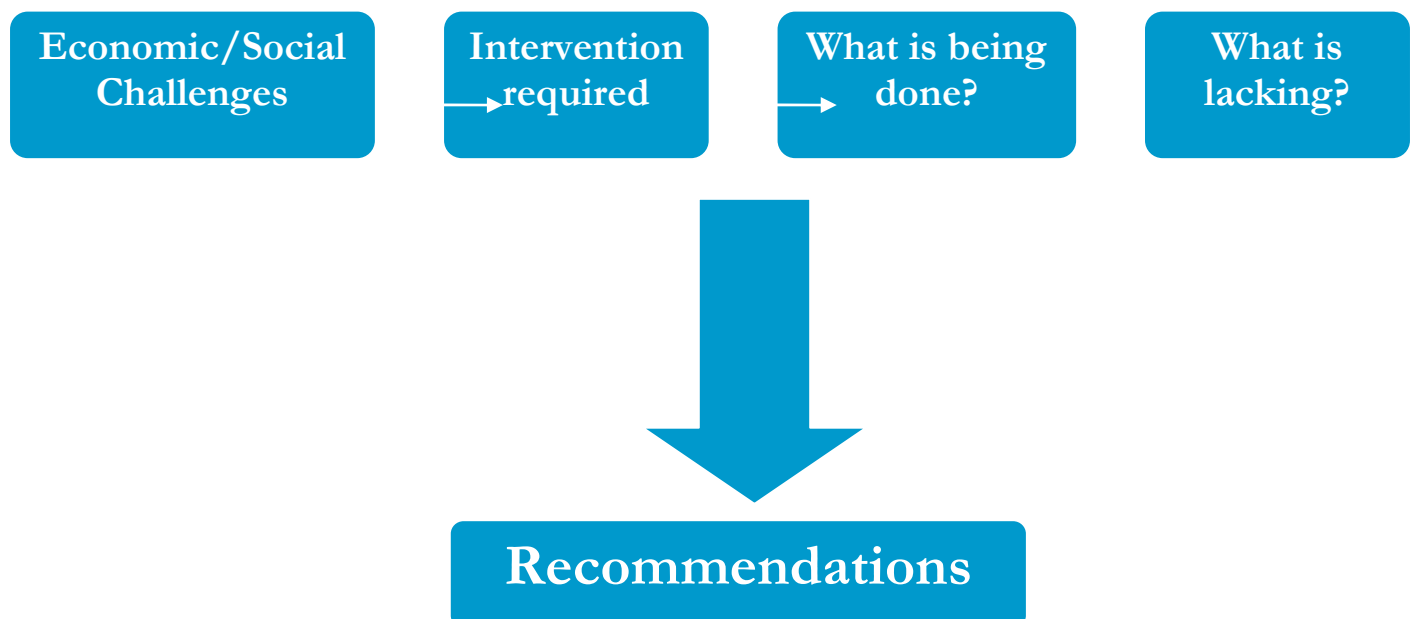 Economic/Social
Challenges
Intervention
required
What is being
done?
What is
lacking?
Recommendations